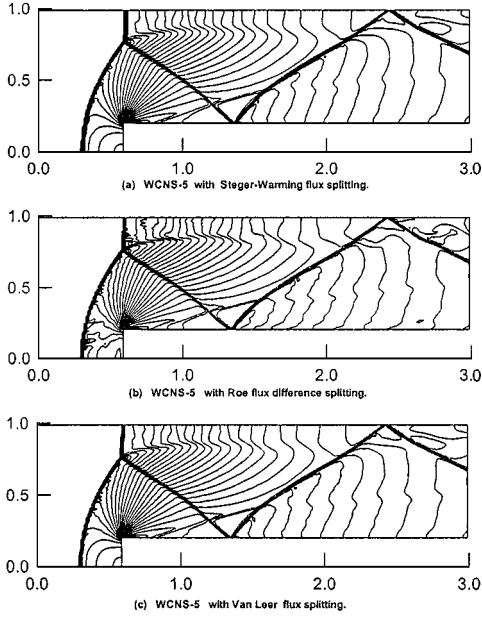 1.0
0.5
0.0
0.0 1.0 2.0 3.0
(a) WCNS-5 with Steger-Warming flux splitting.
1.0
0.5
0.0
0.0 1.0 2.0 3.0
(b) WCNS-5 with Roe flux difference splitting.
1.0
0.5
0.0
0.0 1.0 2.0 3.0
(c) WCNS-5 with Van Leer flux splitting.